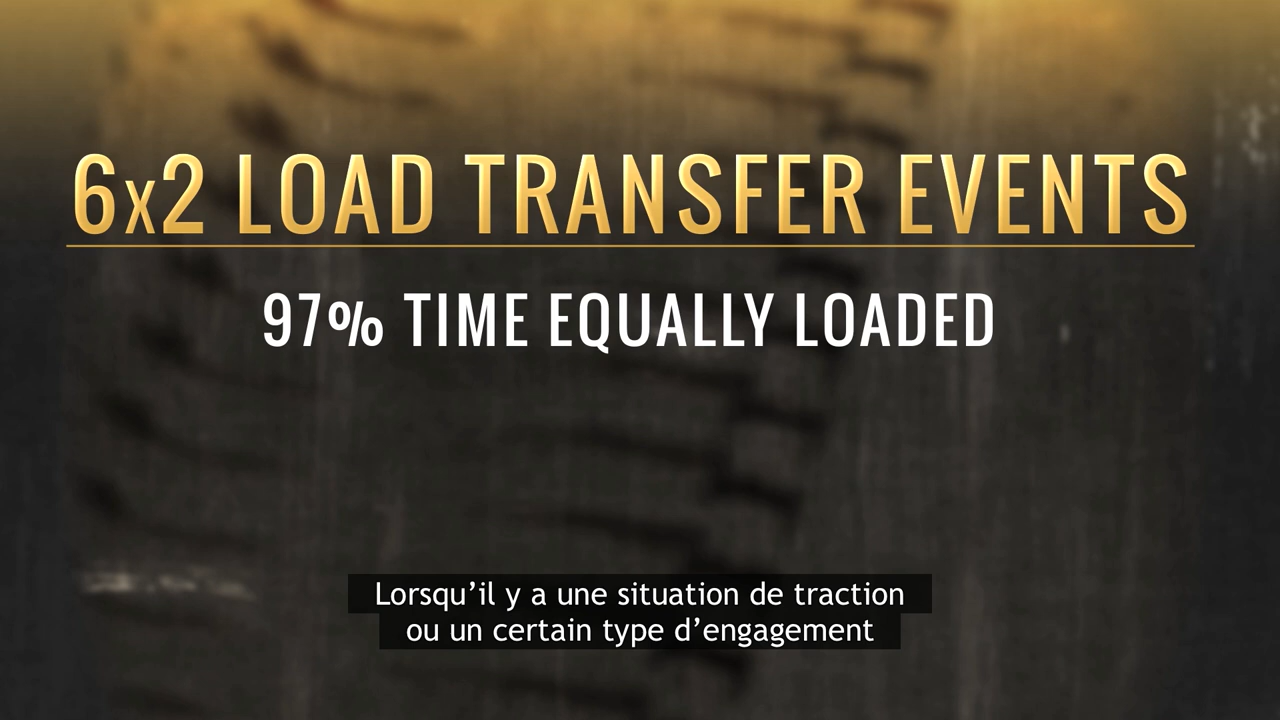 6x2 LOAD TRANSFER EVENTS
97% TIME EQUALLY LOADED
Lorsqu’il y a une situation de traction
ou un certain type d’engagement